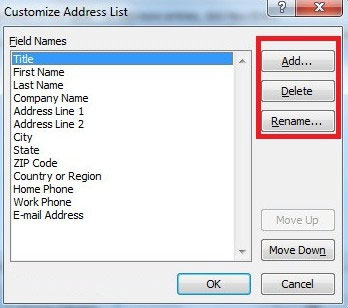 Customize Address List
Field Names
Title
First Name
Last Name
Company Name
Address Line 1
Address Line 2
City
State
ZIP Code
Country or Region
Home Phone
Work Phone
E-mail Address
Add...
Delete
Rename...
Move Up
Move Down
OK
Cancel